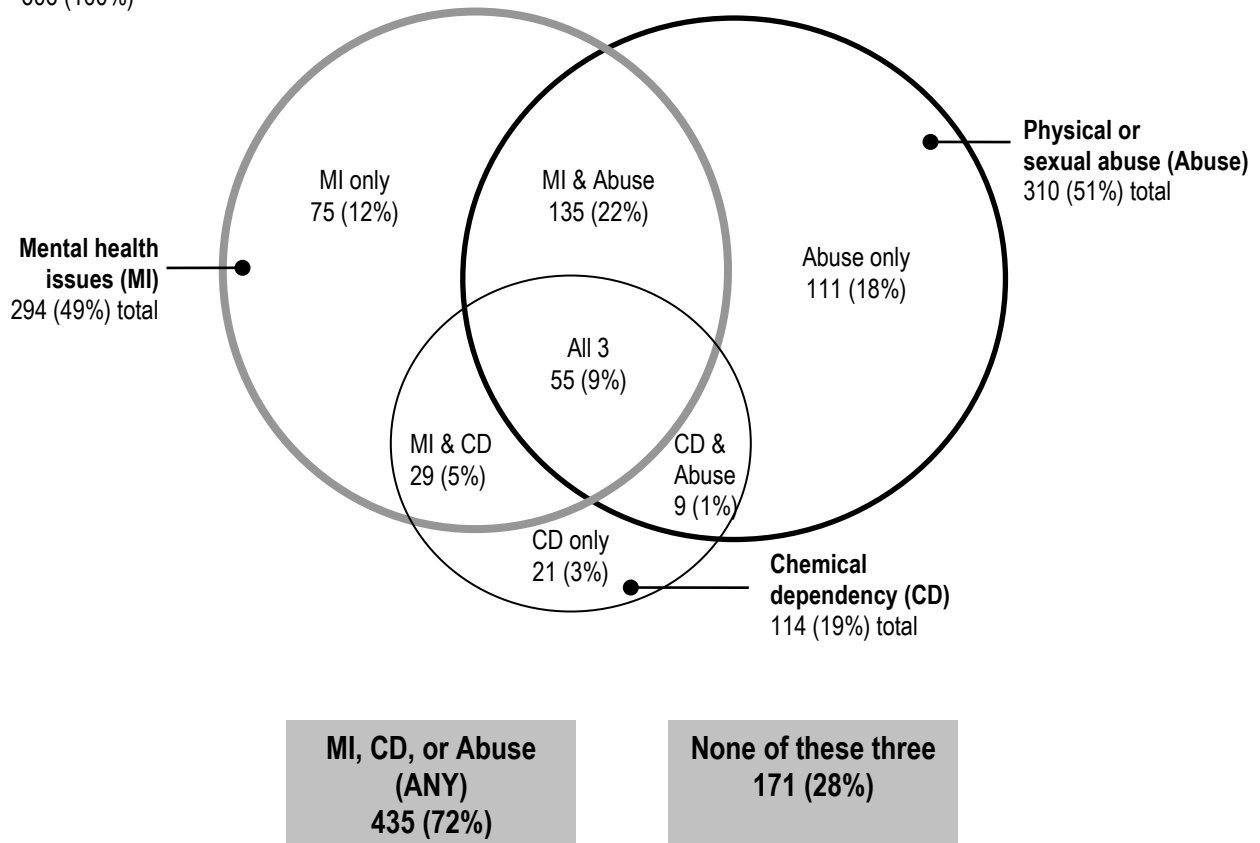 MI only
75 (12%)
MI & Abuse
135 (22%)
Physical or
sexual abuse (Abuse)
310 (51%) total
Mental health
issues (MI)
294 (49%) total
Abuse only
111 (18%)
All 3
55 (9%)
MI & CD
29 (5%)
CD &
Abuse
9 (1%)
CD only
21 (3%)
Chemical
dependency (CD)
114 (19%) total
MI, CD, or Abuse
(ANY)
435 (72%)
None of these three
171 (28%)